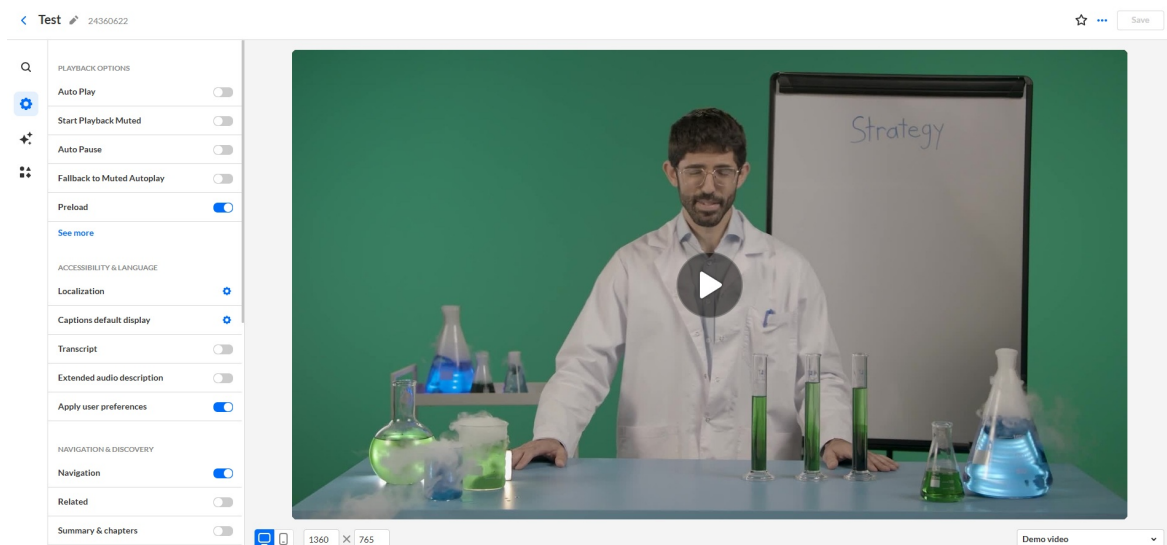 Test 24360622
Save
PLAYBACK OPTIONS
Auto Play
Start Playback Muted
Auto Pause
Fallback to Muted Autoplay
Preload
See more
ACCESSIBILITY & LANGUAGE
Localization
Captions default display
Transcript
Extended audio description
Apply user preferences
NAVIGATION & DISCOVERY
Navigation
Related
Summary & chapters
Strategy
1360 X 765
Demo video